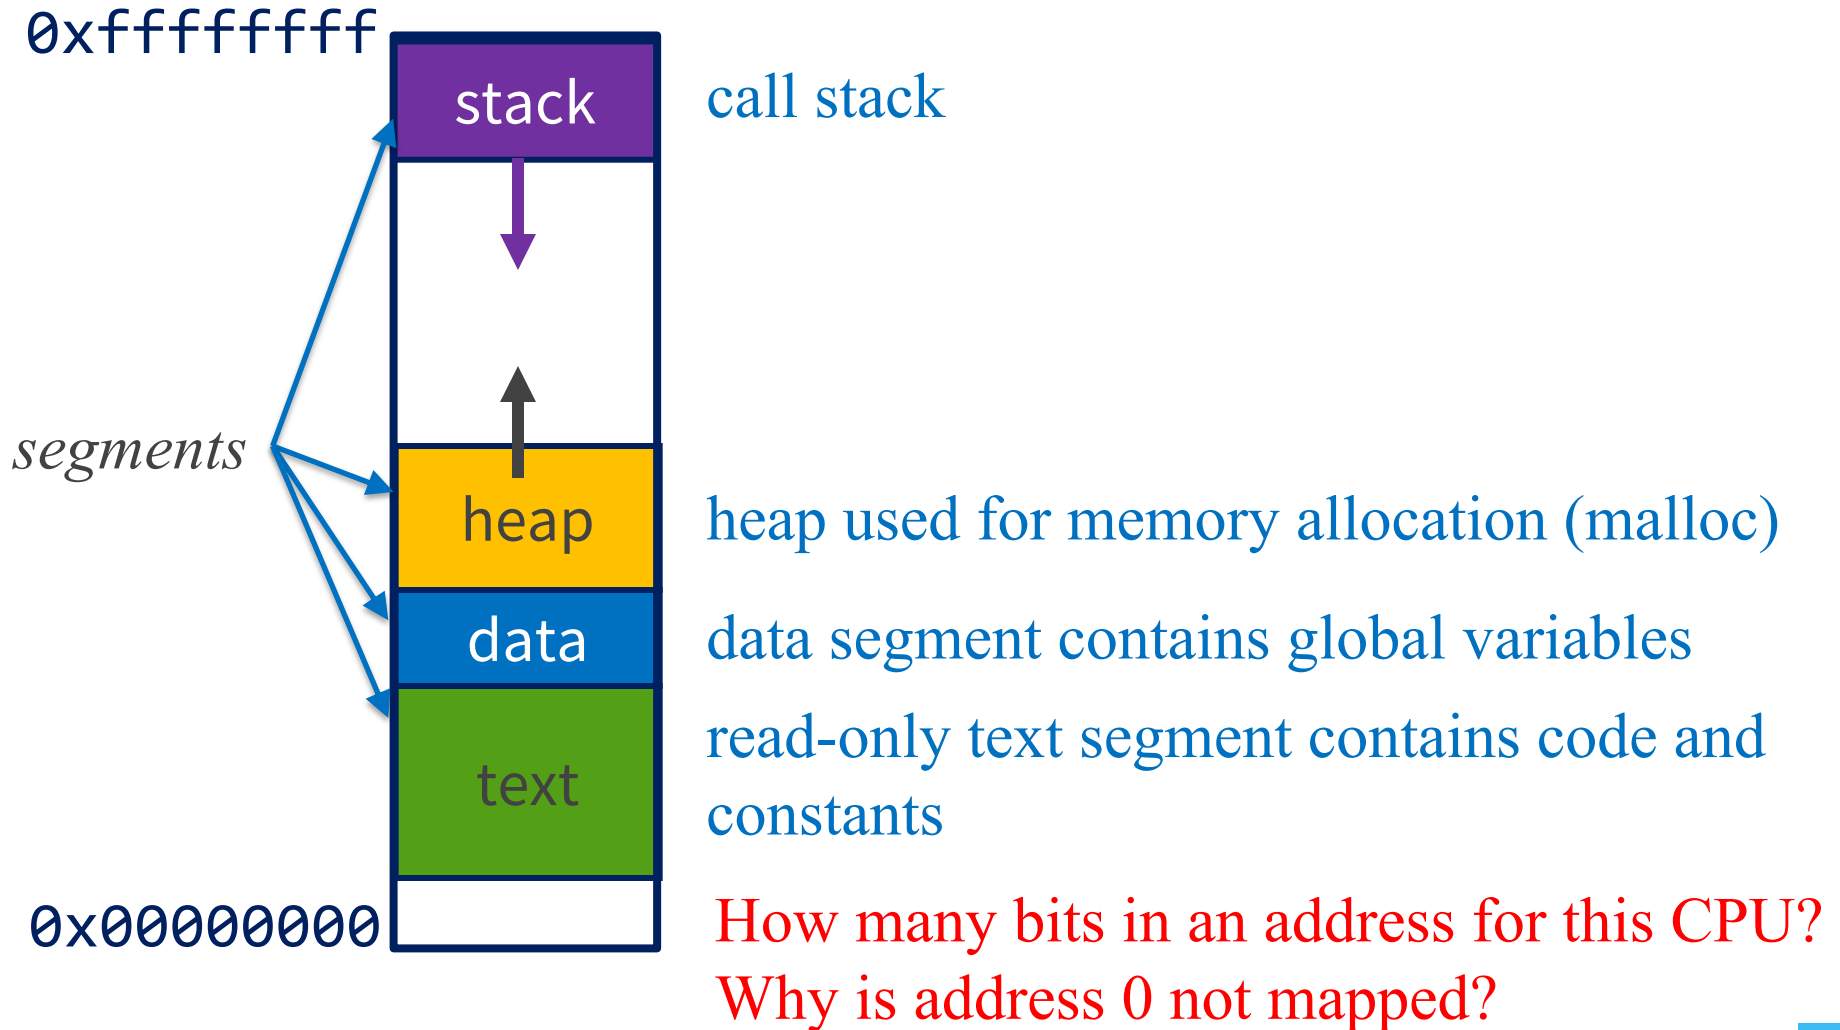 0xffffffff
stack
call stack
segments
heap
heap used for memory allocation (malloc)
data
data segment contains global variables
text
read-only text segment contains code and
constants
0x00000000
How many bits in an address for this CPU?
Why is address 0 not mapped?